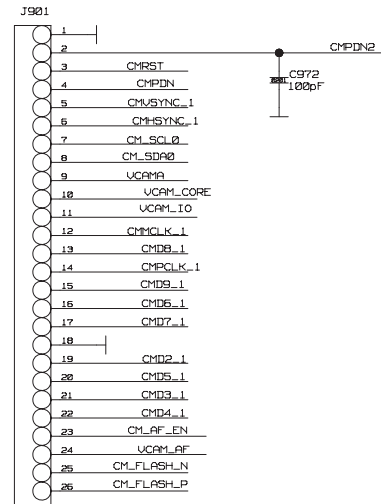 J901
1
2 CMPDN2
3 CMRST
C972
4 CMPDN
100pF
5 CMVSYNC_1
6 CMHSYNC_1
7 CM_SCL0
8 CM_SDA0
9 VCAMA
10 VCAM_CORE
11 VCAM_IO
12 CMMCLK_1
13 CMD8_1
14 CMPCLK_1
15 CMD9_1
16 CMD6_1
17 CMD7_1
18
19 CMD2_1
20 CMD5_1
21 CMD3_1
22 CMD4_1
23 CM_AF_EN
24 VCAM_AF
25 CM_FLASH_N
26 CM_FLASH_P